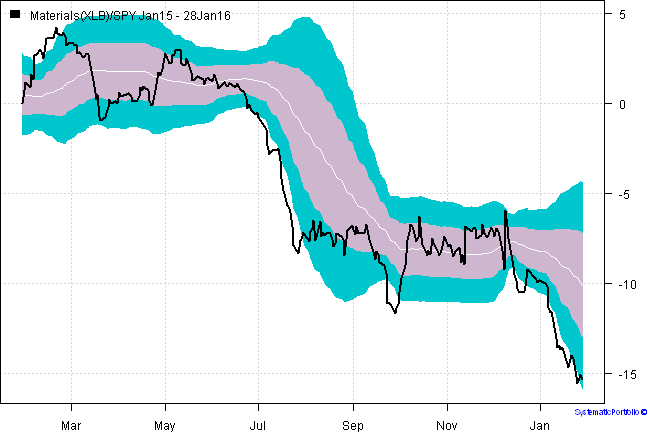 Materials(XLB)/SPY Jan15 - 28Jan16
5
0
-5
-10
-15
Mar May Jul Sep Nov Jan
SystematicPortfolio ©